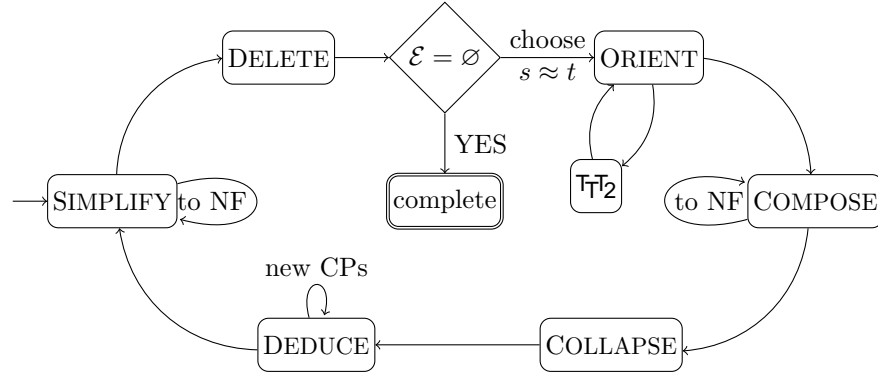 DELETE
ℰ = ∅
choose
s ≈ t
ORIENT
YES
TTT2
SIMPLIFY
to NF
complete
to NF
COMPOSE
new CPs
DEDUCE
COLLAPSE